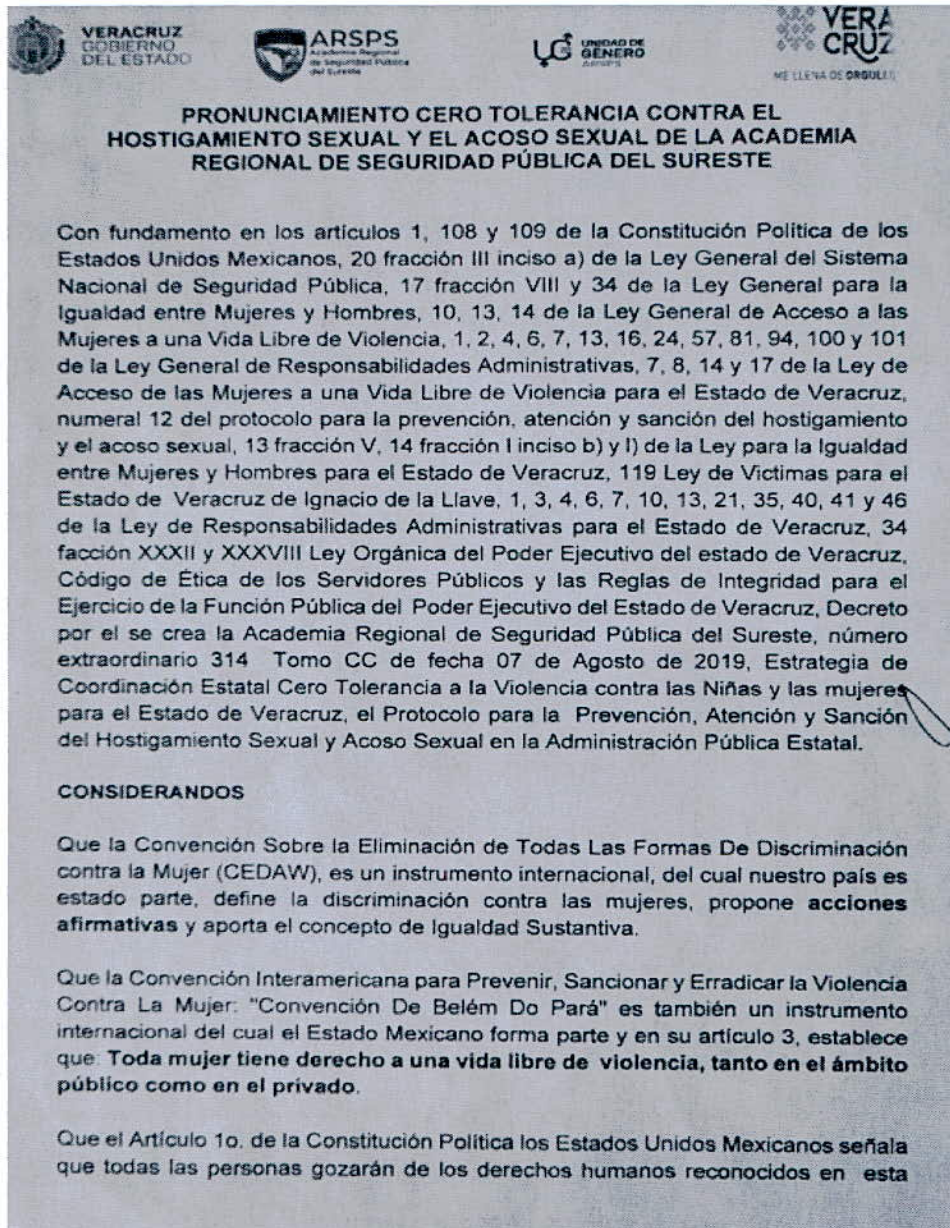 VERACRUZ
GOBIERNO
DEL ESTADO
ARSPS
Academia Regional
de Seguridad Pública
del Sureste
UG UNIDAD DE
GÉNERO
ARSPS
VERA
CRUZ
ME LLENA DE ORGULLO
PRONUNCIAMIENTO CERO TOLERANCIA CONTRA EL
HOSTIGAMIENTO SEXUAL Y EL ACOSO SEXUAL DE LA ACADEMIA
REGIONAL DE SEGURIDAD PÚBLICA DEL SURESTE
Con fundamento en los artículos 1, 108 y 109 de la Constitución Política de los
Estados Unidos Mexicanos, 20 fracción III inciso a) de la Ley General del Sistema
Nacional de Seguridad Pública, 17 fracción VIII y 34 de la Ley General para la
Igualdad entre Mujeres y Hombres, 10, 13, 14 de la Ley General de Acceso a las
Mujeres a una Vida Libre de Violencia, 1, 2, 4, 6, 7, 13, 16, 24, 57, 81, 94, 100 y 101
de la Ley General de Responsabilidades Administrativas, 7, 8, 14 y 17 de la Ley de
Acceso de las Mujeres a una Vida Libre de Violencia para el Estado de Veracruz,
numeral 12 del protocolo para la prevención, atención y sanción del hostigamiento
y el acoso sexual, 13 fracción V, 14 fracción I inciso b) y l) de la Ley para la Igualdad
entre Mujeres y Hombres para el Estado de Veracruz, 119 Ley de Victimas para el
Estado de Veracruz de Ignacio de la Llave, 1, 3, 4, 6, 7, 10, 13, 21, 35, 40, 41 y 46
de la Ley de Responsabilidades Administrativas para el Estado de Veracruz, 34
facción XXXII y XXXVIII Ley Orgánica del Poder Ejecutivo del estado de Veracruz,
Código de Ética de los Servidores Públicos y las Reglas de Integridad para el
Ejercicio de la Función Pública del Poder Ejecutivo del Estado de Veracruz, Decreto
por el se crea la Academia Regional de Seguridad Pública del Sureste, número
extraordinario 314 Tomo CC de fecha 07 de Agosto de 2019, Estrategia de
Coordinación Estatal Cero Tolerancia a la Violencia contra las Niñas y las mujeres
para el Estado de Veracruz, el Protocolo para la Prevención, Atención y Sanción
del Hostigamiento Sexual y Acoso Sexual en la Administración Pública Estatal.
CONSIDERANDOS
Que la Convención Sobre la Eliminación de Todas Las Formas De Discriminación
contra la Mujer (CEDAW), es un instrumento internacional, del cual nuestro país es
estado parte, define la discriminación contra las mujeres, propone acciones
afirmativas y aporta el concepto de Igualdad Sustantiva.
Que la Convención Interamericana para Prevenir, Sancionar y Erradicar la Violencia
Contra La Mujer: "Convención De Belém Do Pará" es también un instrumento
internacional del cual el Estado Mexicano forma parte y en su artículo 3, establece
que: Toda mujer tiene derecho a una vida libre de violencia, tanto en el ámbito
público como en el privado.
Que el Artículo 1o. de la Constitución Política los Estados Unidos Mexicanos señala
que todas las personas gozarán de los derechos humanos reconocidos en esta